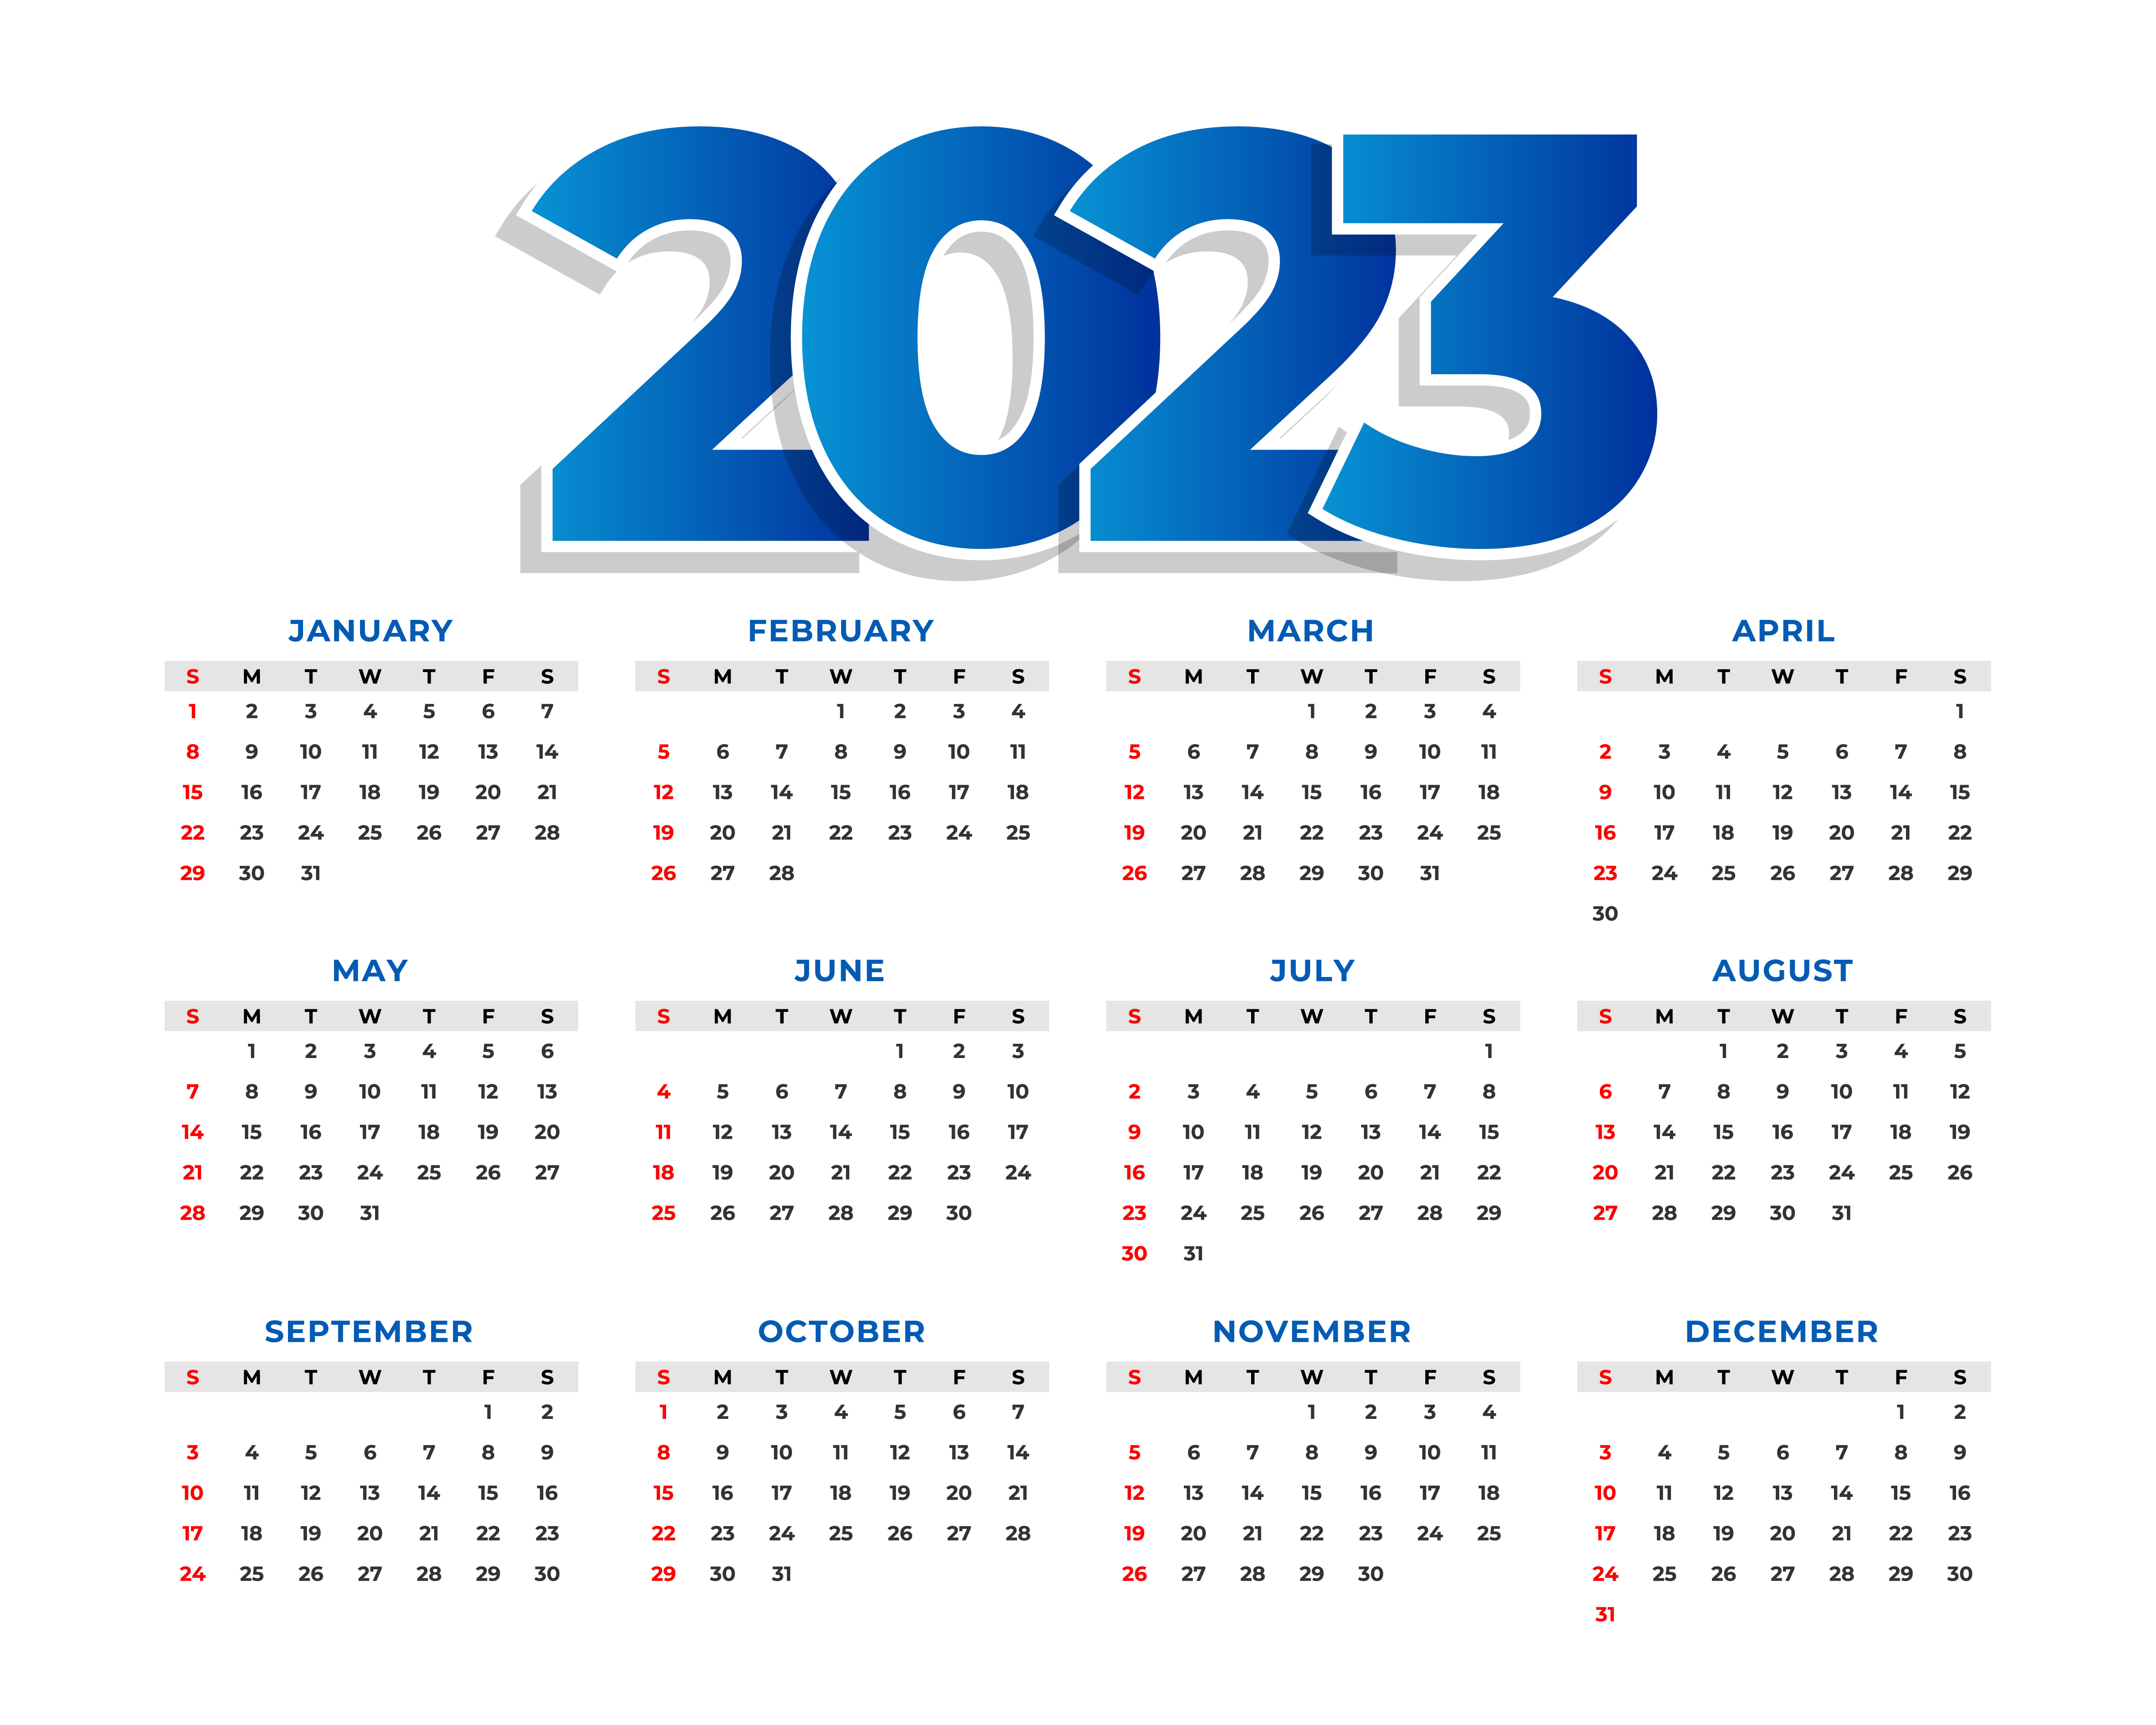 2023
JANUARY
S M T W T F S
1 2 3 4 5 6 7
8 9 10 11 12 13 14
15 16 17 18 19 20 21
22 23 24 25 26 27 28
29 30 31
FEBRUARY
S M T W T F S
1 2 3 4
5 6 7 8 9 10 11
12 13 14 15 16 17 18
19 20 21 22 23 24 25
26 27 28
MARCH
S M T W T F S
1 2 3 4
5 6 7 8 9 10 11
12 13 14 15 16 17 18
19 20 21 22 23 24 25
26 27 28 29 30 31
APRIL
S M T W T F S
1
2 3 4 5 6 7 8
9 10 11 12 13 14 15
16 17 18 19 20 21 22
23 24 25 26 27 28 29
30
MAY
S M T W T F S
1 2 3 4 5 6
7 8 9 10 11 12 13
14 15 16 17 18 19 20
21 22 23 24 25 26 27
28 29 30 31
JUNE
S M T W T F S
1 2 3
4 5 6 7 8 9 10
11 12 13 14 15 16 17
18 19 20 21 22 23 24
25 26 27 28 29 30
JULY
S M T W T F S
1
2 3 4 5 6 7 8
9 10 11 12 13 14 15
16 17 18 19 20 21 22
23 24 25 26 27 28 29
30 31
AUGUST
S M T W T F S
1 2 3 4 5
6 7 8 9 10 11 12
13 14 15 16 17 18 19
20 21 22 23 24 25 26
27 28 29 30 31
SEPTEMBER
S M T W T F S
1 2
3 4 5 6 7 8 9
10 11 12 13 14 15 16
17 18 19 20 21 22 23
24 25 26 27 28 29 30
OCTOBER
S M T W T F S
1 2 3 4 5 6 7
8 9 10 11 12 13 14
15 16 17 18 19 20 21
22 23 24 25 26 27 28
29 30 31
NOVEMBER
S M T W T F S
1 2 3 4
5 6 7 8 9 10 11
12 13 14 15 16 17 18
19 20 21 22 23 24 25
26 27 28 29 30
DECEMBER
S M T W T F S
1 2
3 4 5 6 7 8 9
10 11 12 13 14 15 16
17 18 19 20 21 22 23
24 25 26 27 28 29 30
31